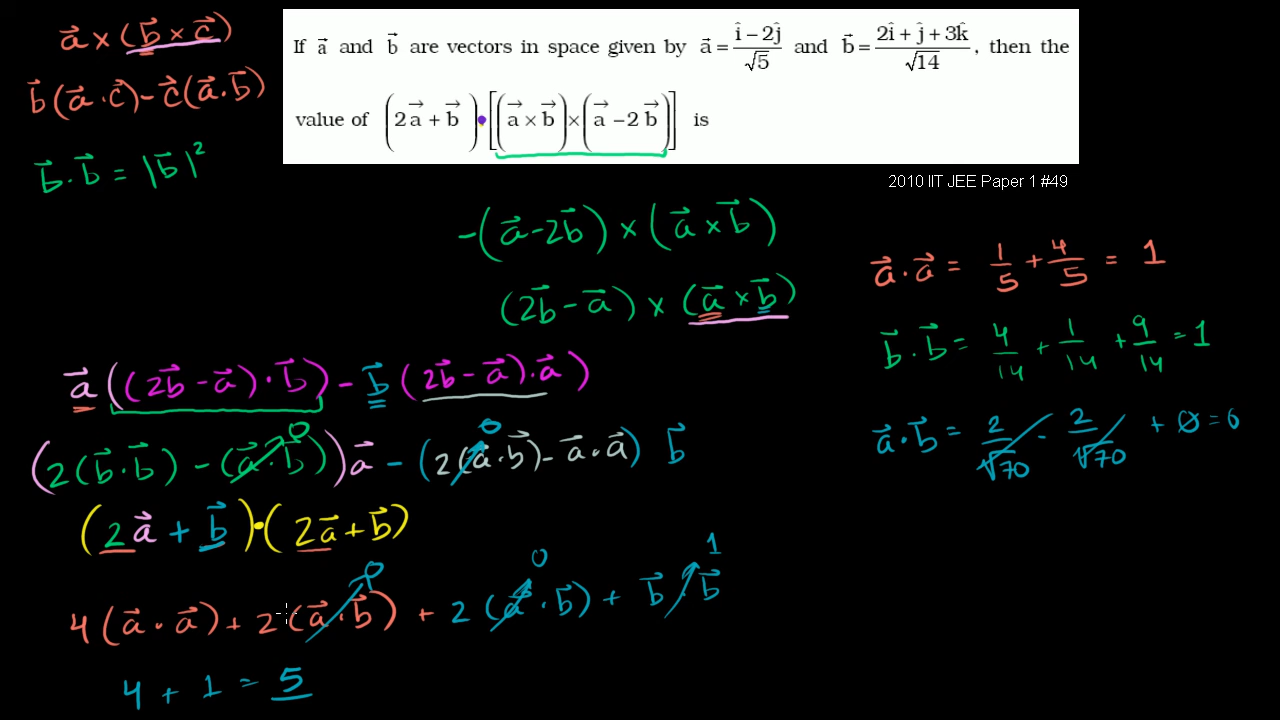 a⃗ × (b⃗ × c⃗)
b⃗(a⃗ · c⃗) - c⃗(a⃗ · b⃗)
b⃗ · b⃗ = |b⃗|²
If a⃗ and b⃗ are vectors in space given by a⃗ = (î − 2ĵ)/√5 and b⃗ = (2î + ĵ + 3k̂)/√14, then the
value of (2a⃗ + b⃗) · [(a⃗ × b⃗) × (a⃗ − 2b⃗)] is
2010 IIT JEE Paper 1 #49
-(a⃗ - 2b⃗) × (a⃗ × b⃗)
(2b⃗ - a⃗) × (a⃗ × b⃗)
a⃗((2b⃗ - a⃗) · b⃗) - b⃗(2b⃗ - a⃗) · a⃗)
0 0
(2(b⃗ · b⃗) - (a⃗ · b⃗))a⃗ - (2(a⃗ · b⃗) - a⃗ · a⃗) b⃗
(2a⃗ + b⃗) · (2a⃗ + b⃗)
0 0 1
4(a⃗ · a⃗) + 2(a⃗ · b⃗) + 2(a⃗ · b⃗) + b⃗ · b⃗
4 + 1 = 5
a⃗ · a⃗ = 1/5 + 4/5 = 1
b⃗ · b⃗ = 4/14 + 1/14 + 9/14 = 1
a⃗ · b⃗ = 2/√70 - 2/√70 + 0 = 0